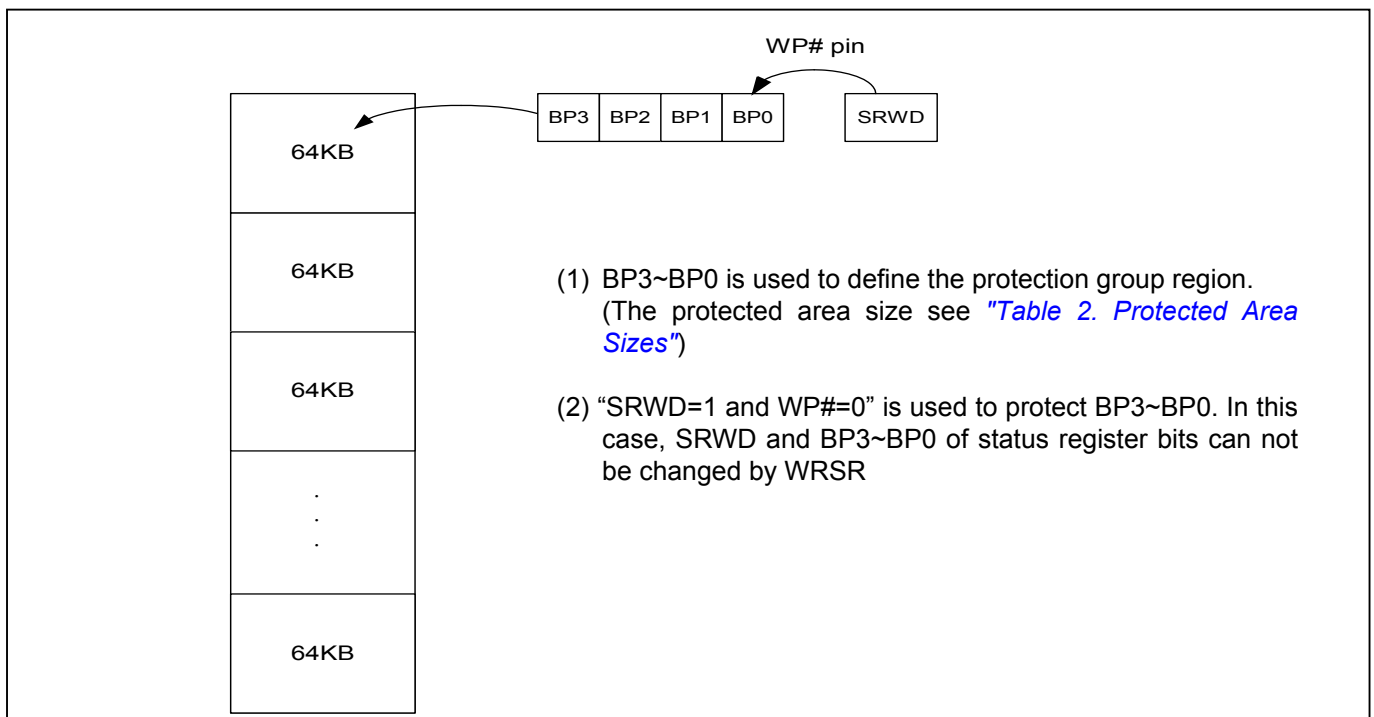 WP# pin
BP3 BP2 BP1 BP0 SRWD
64KB
64KB
64KB
.
.
.
64KB
(1) BP3~BP0 is used to define the protection group region.
(The protected area size see "Table 2. Protected Area
Sizes")
(2) “SRWD=1 and WP#=0” is used to protect BP3~BP0. In this
case, SRWD and BP3~BP0 of status register bits can not
be changed by WRSR